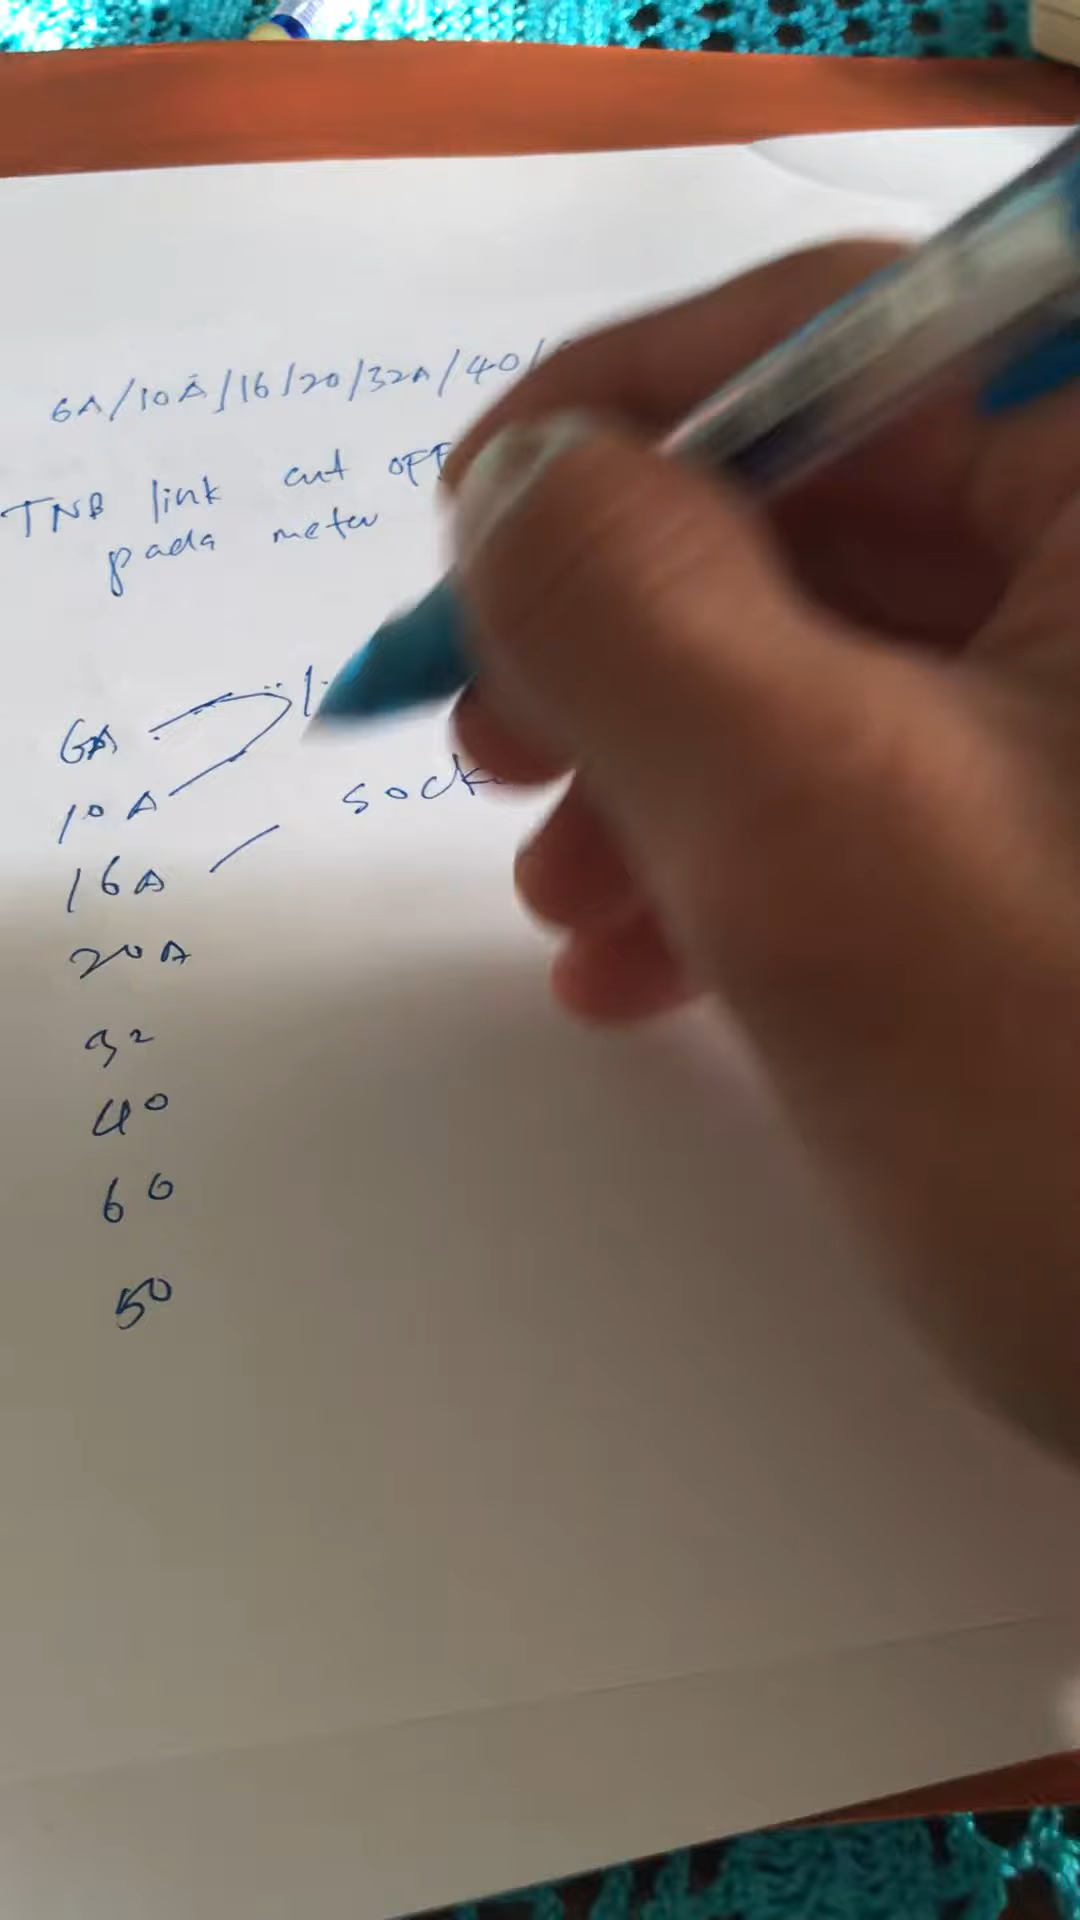 6A/10A/16/20/32A/40/
TNB link cut OFF
pada meter
6A
10A
16A
20A
32
40
60
50